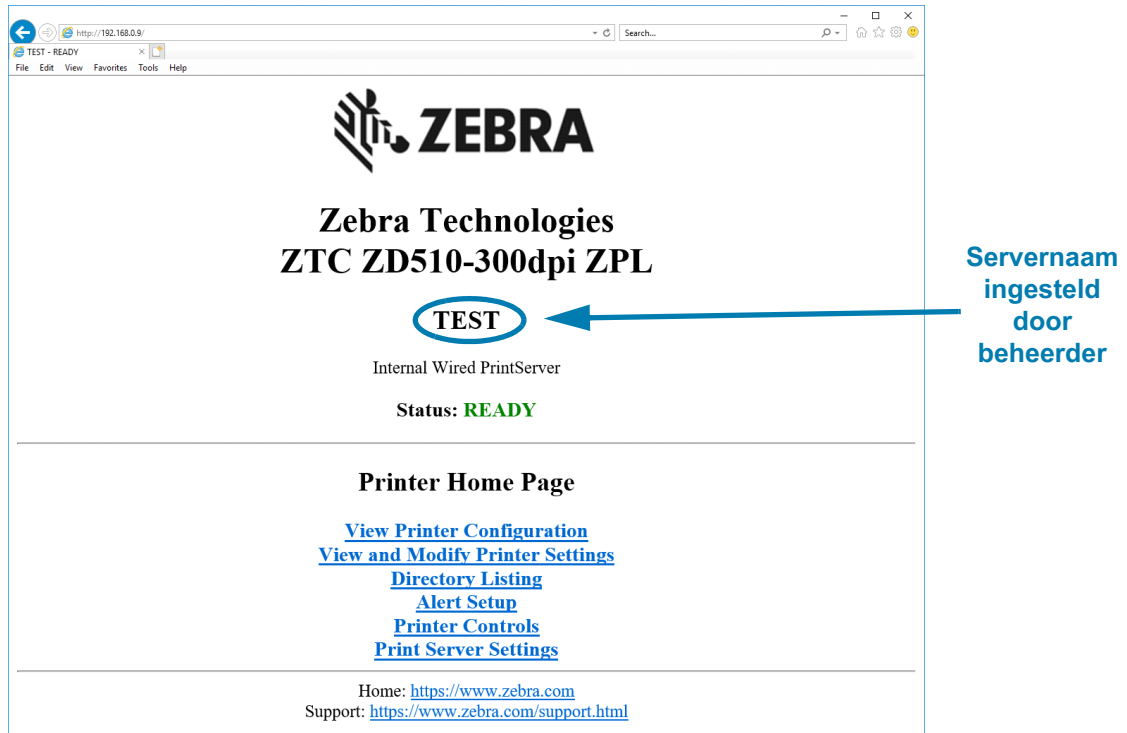 http://192.168.0.9/
Search...
TEST - READY
File Edit View Favorites Tools Help
ZEBRA
Zebra Technologies
ZTC ZD510-300dpi ZPL
TEST
Servernaam
ingesteld
door
beheerder
Internal Wired PrintServer
Status: READY
Printer Home Page
View Printer Configuration
View and Modify Printer Settings
Directory Listing
Alert Setup
Printer Controls
Print Server Settings
Home: https://www.zebra.com
Support: https://www.zebra.com/support.html